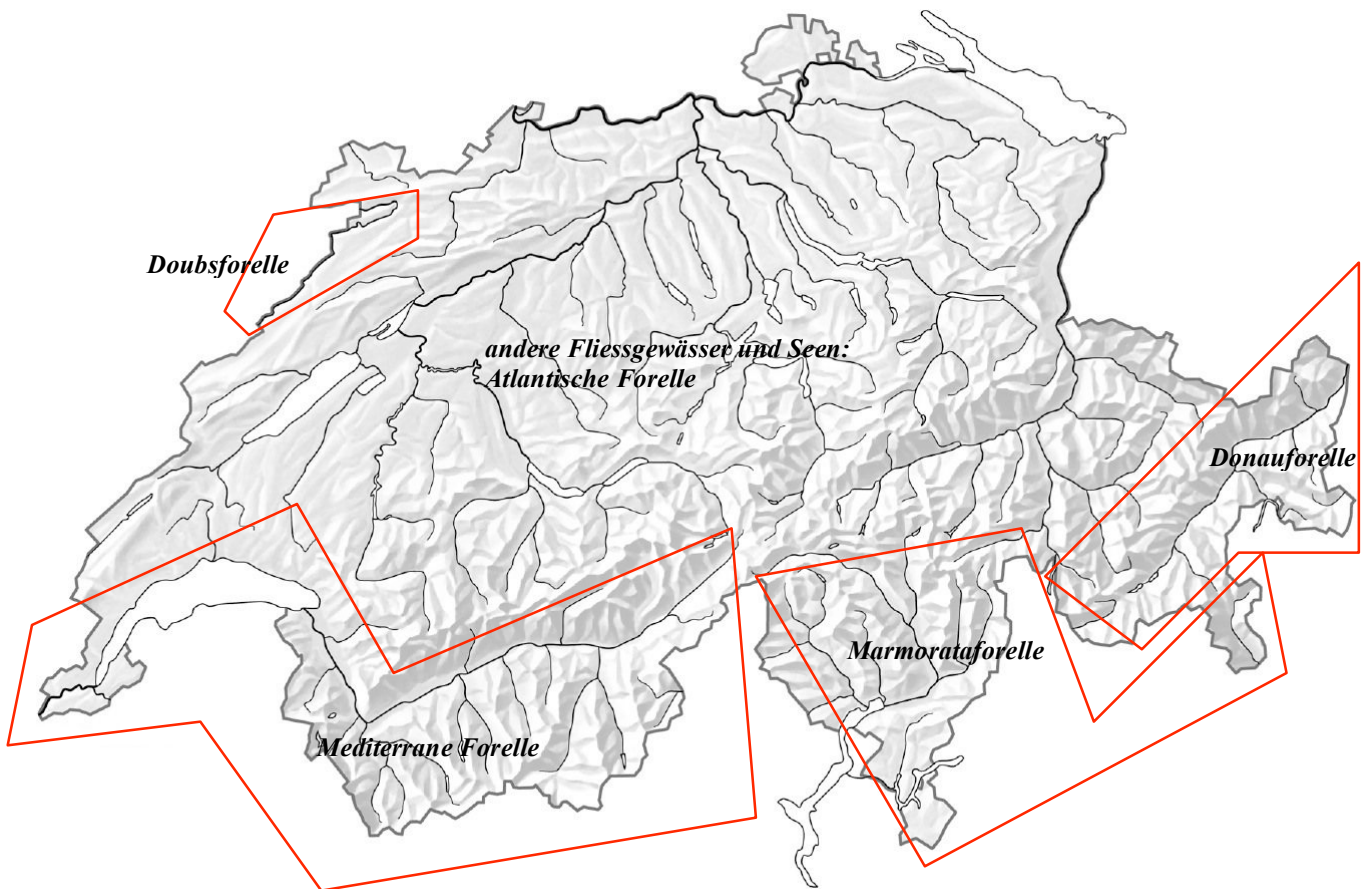 Doubsforelle
andere Fliessgewässer und Seen:
Atlantische Forelle
Donauforelle
Marmorataforelle
Mediterrane Forelle